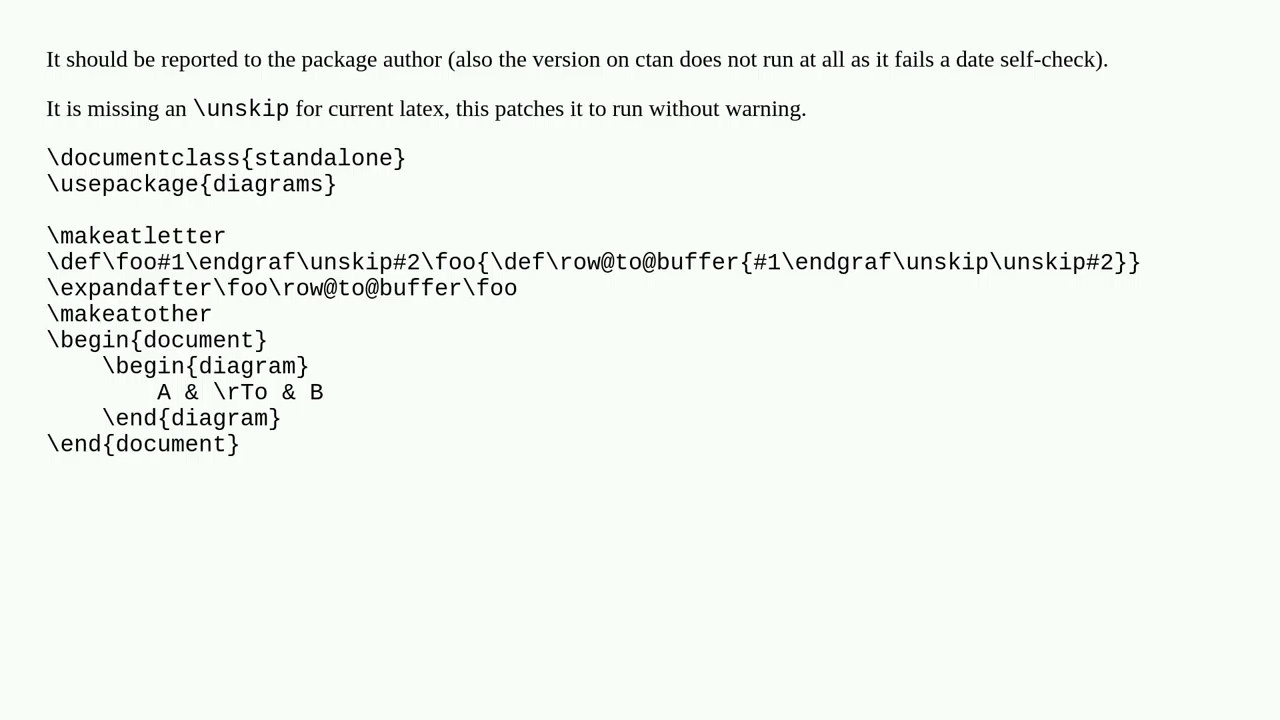 It should be reported to the package author (also the version on ctan does not run at all as it fails a date self-check).
It is missing an \unskip for current latex, this patches it to run without warning.
\documentclass{standalone}
\usepackage{diagrams}
\makeatletter
\def\foo#1\endgraf\unskip#2\foo{\def\row@to@buffer{#1\endgraf\unskip\unskip#2}}
\expandafter\foo\row@to@buffer\foo
\makeatother
\begin{document}
    \begin{diagram}
        A & \rTo & B
    \end{diagram}
\end{document}